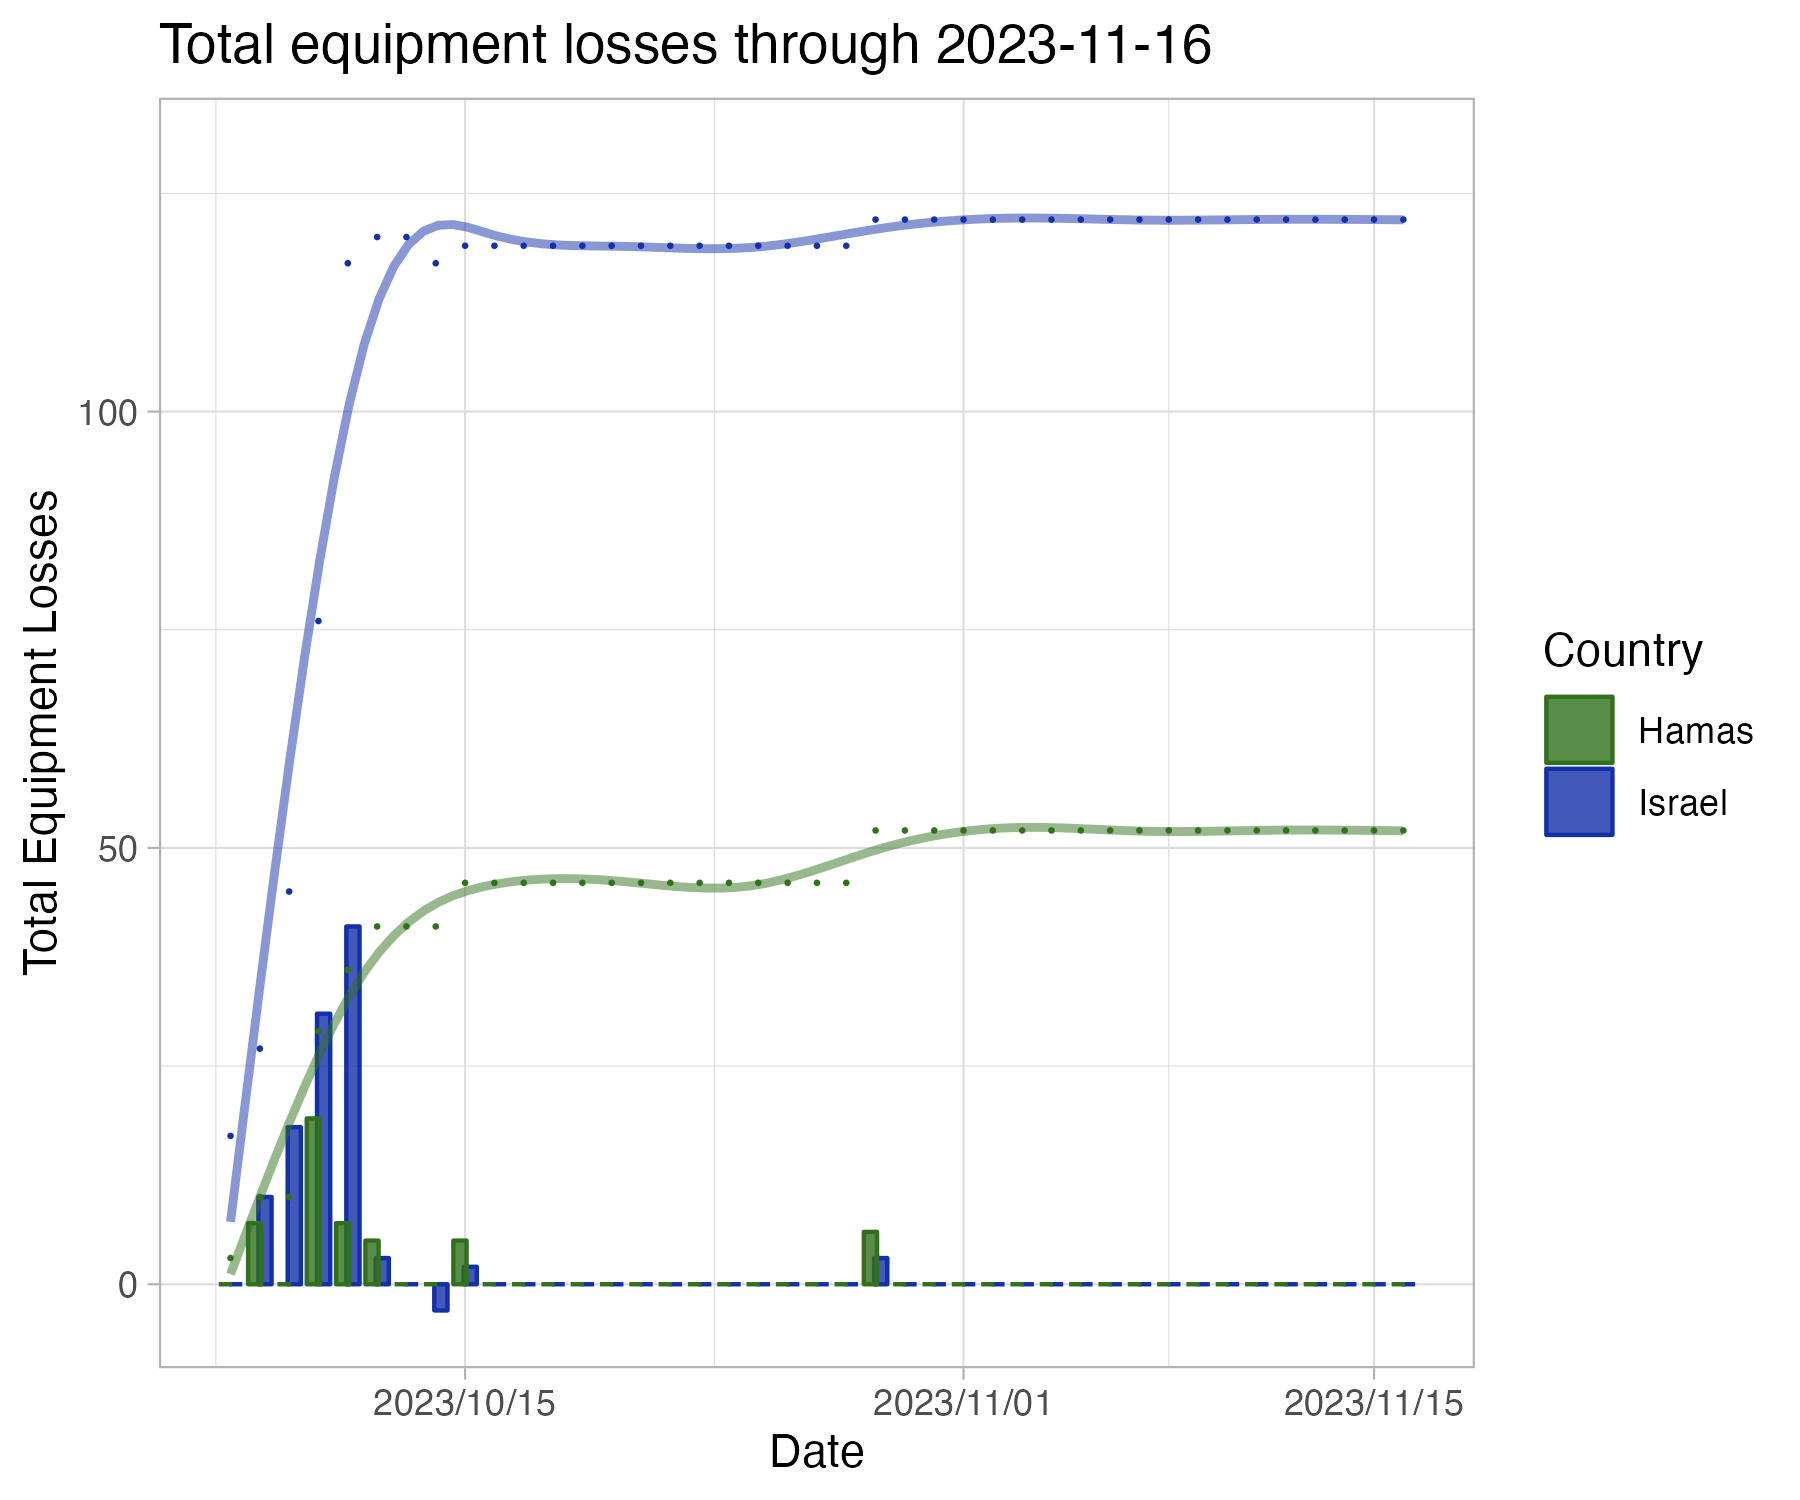 Total equipment losses through 2023-11-16
Total Equipment Losses
100
50
0
2023/10/15
2023/11/01
2023/11/15
Date
Country
Hamas
Israel